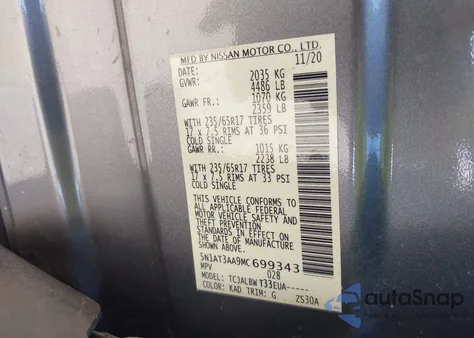 MFD BY NISSAN MOTOR CO., LTD.
DATE: 11/20
GVWR: 2035 KG
4486 LB
GAWR FR.: 1070 KG
2359 LB
WITH 235/65R17 TIRES
17 x 7.5 RIMS AT 36 PSI
COLD SINGLE
GAWR RR.: 1015 KG
2238 LB
WITH 235/65R17 TIRES
17 x 7.5 RIMS AT 33 PSI
COLD SINGLE
THIS VEHICLE CONFORMS TO
ALL APPLICABLE FEDERAL
MOTOR VEHICLE SAFETY AND
THEFT PREVENTION
STANDARDS IN EFFECT ON
THE DATE OF MANUFACTURE
SHOWN ABOVE.
5N1AT3AA9MC699343
MPV 028
MODEL: TCJALBWT33EUA-----
COLOR: KAD TRIM: G ZS30A
autoSnap